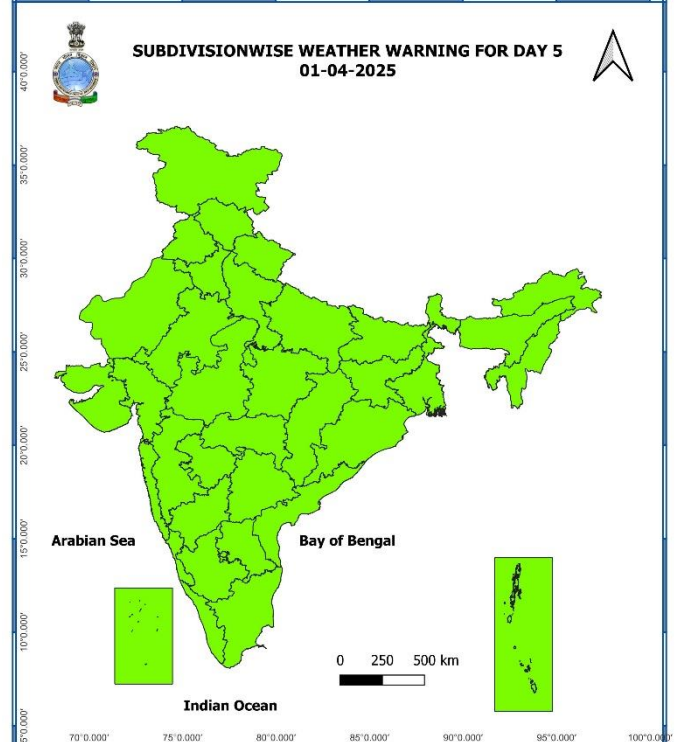 SUBDIVISIONWISE WEATHER WARNING FOR DAY 5
01-04-2025
40°0.000'
35°0.000'
30°0.000'
25°0.000'
20°0.000'
15°0.000'
10°0.000'
5°0.000'
Arabian Sea
Bay of Bengal
0 250 500 km
Indian Ocean
70°0.000' 75°0.000' 80°0.000' 85°0.000' 90°0.000' 95°0.000' 100°0.000'